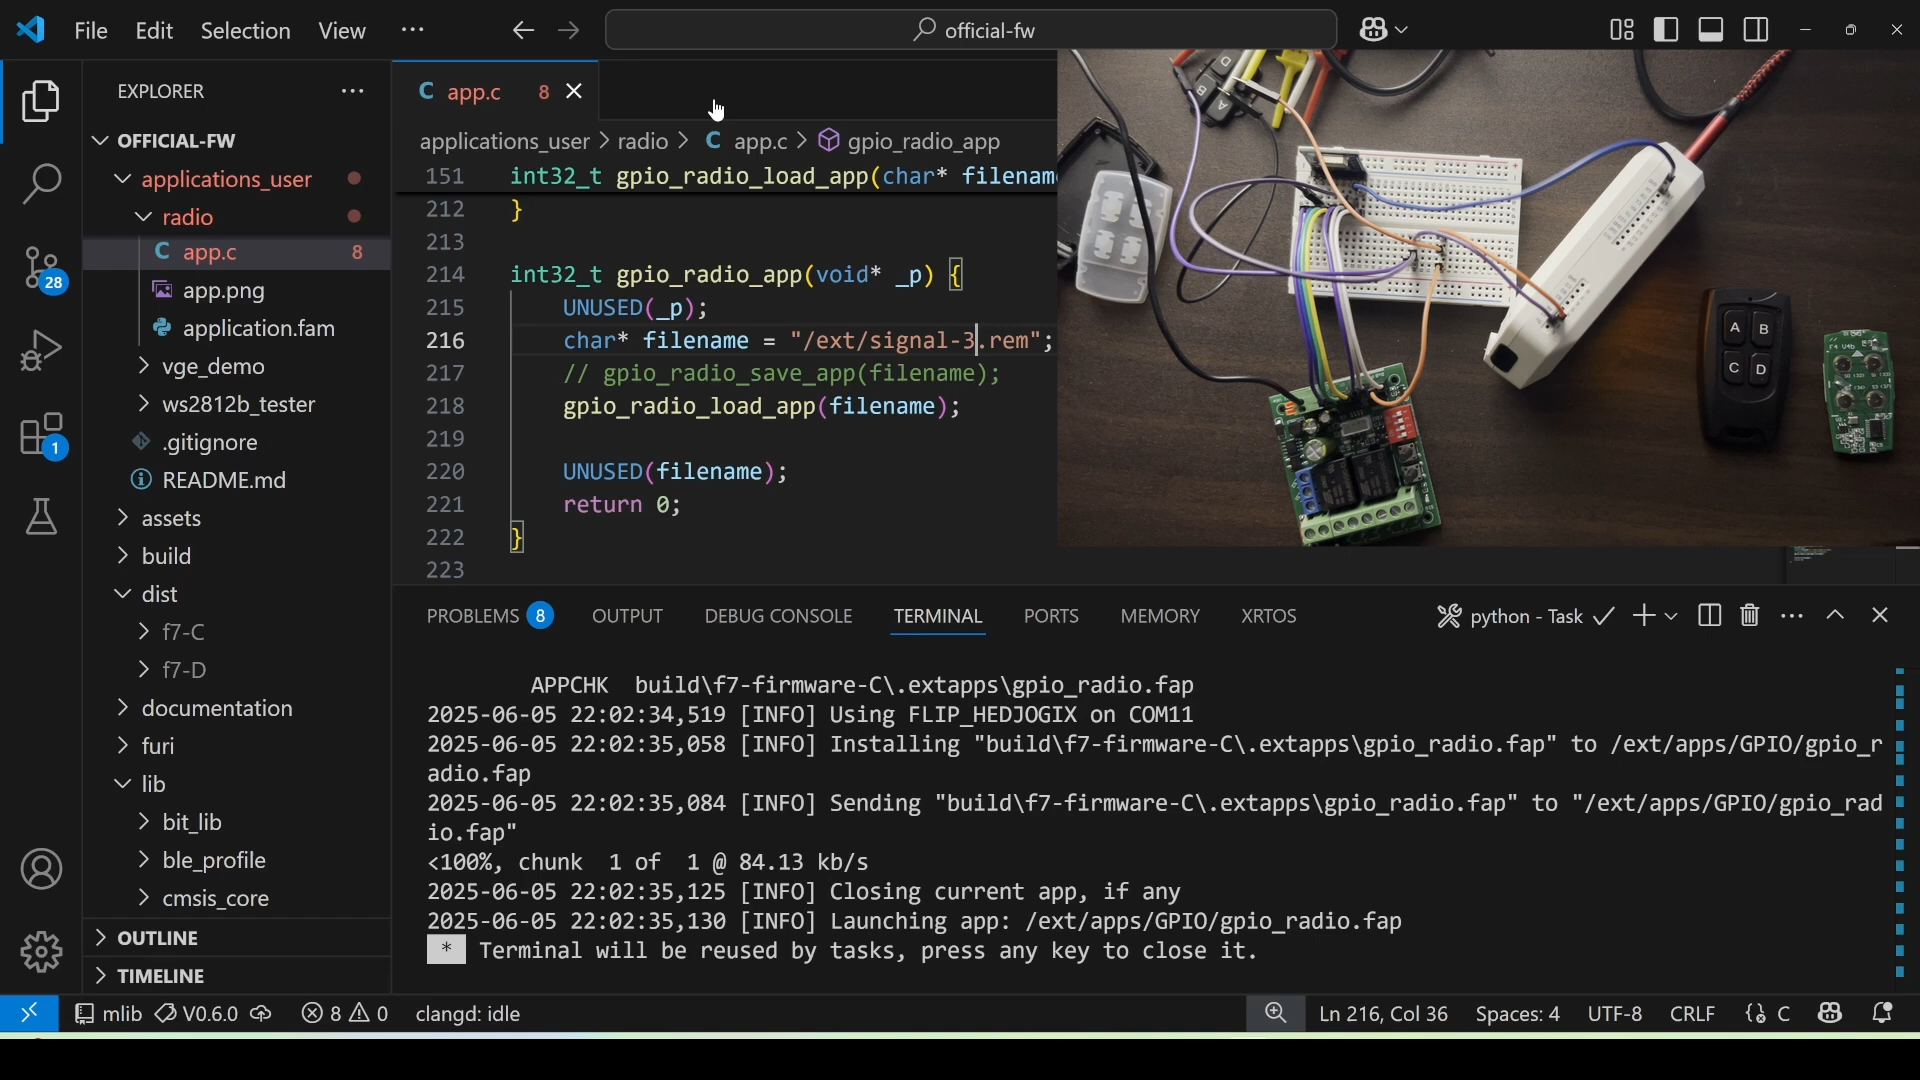 File Edit Selection View ··· official-fw
EXPLORER ···
OFFICIAL-FW
applications_user
radio
C app.c 8
app.png
application.fam
vge_demo
ws2812b_tester
.gitignore
README.md
assets
build
dist
f7-C
f7-D
documentation
furi
lib
bit_lib
ble_profile
cmsis_core
OUTLINE
TIMELINE
28
1
C app.c 8
applications_user > radio > C app.c > gpio_radio_app
151 int32_t gpio_radio_load_app(char* filename
212 }
213
214 int32_t gpio_radio_app(void* _p) {
215 UNUSED(_p);
216 char* filename = "/ext/signal-3.rem";
217 // gpio_radio_save_app(filename);
218 gpio_radio_load_app(filename);
219
220 UNUSED(filename);
221 return 0;
222 }
223
D
B
A
A B
C D
PROBLEMS 8 OUTPUT DEBUG CONSOLE TERMINAL PORTS MEMORY XRTOS python - Task
APPCHK build\f7-firmware-C\.extapps\gpio_radio.fap
2025-06-05 22:02:34,519 [INFO] Using FLIP_HEDJOGIX on COM11
2025-06-05 22:02:35,058 [INFO] Installing "build\f7-firmware-C\.extapps\gpio_radio.fap" to /ext/apps/GPIO/gpio_r
adio.fap
2025-06-05 22:02:35,084 [INFO] Sending "build\f7-firmware-C\.extapps\gpio_radio.fap" to "/ext/apps/GPIO/gpio_rad
io.fap"
<100%, chunk 1 of 1 @ 84.13 kb/s
2025-06-05 22:02:35,125 [INFO] Closing current app, if any
2025-06-05 22:02:35,130 [INFO] Launching app: /ext/apps/GPIO/gpio_radio.fap
* Terminal will be reused by tasks, press any key to close it.
mlib V0.6.0 8 0 clangd: idle Ln 216, Col 36 Spaces: 4 UTF-8 CRLF {} C